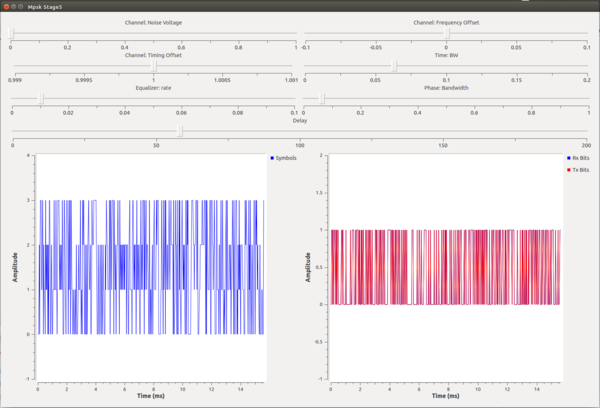 Mpsk Stage5
Channel: Noise Voltage
Channel: Frequency Offset
0 0.2 0.4 0.6 0.8 1
-0.1 -0.05 0 0.05 0.1
Channel: Timing Offset
Time: BW
0.999 0.9995 1 1.0005 1.001
0 0.05 0.1 0.15 0.2
Equalizer: rate
Phase: Bandwidth
0 0.02 0.04 0.06 0.08 0.1
0 0.2 0.4 0.6 0.8 1
Delay
0 50 100 150 200
4
3
2
1
0
-1
Amplitude
Symbols
0 2 4 6 8 10 12 14
Time (ms)
2
1.5
1
0.5
0
-0.5
-1
Amplitude
Rx Bits
Tx Bits
0 2 4 6 8 10 12 14
Time (ms)